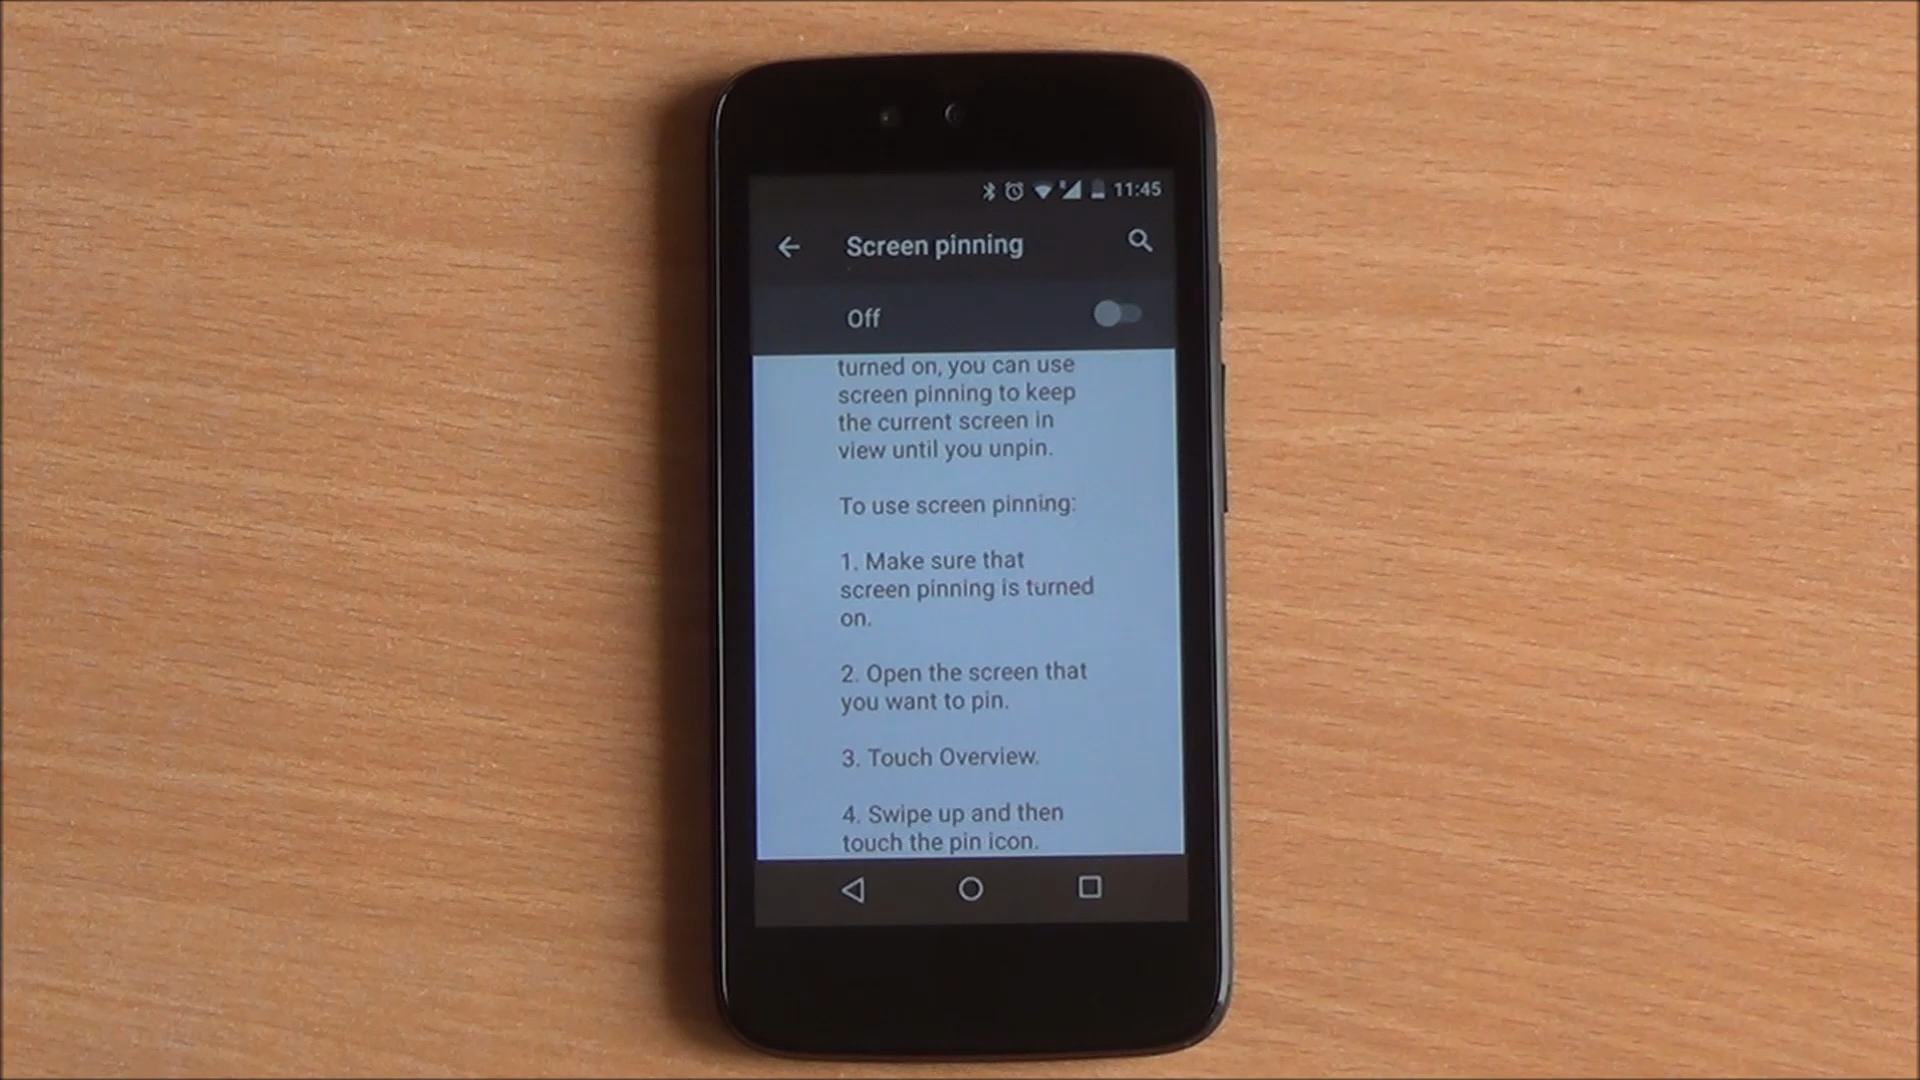 11:45
Screen pinning
Off
turned on, you can use
screen pinning to keep
the current screen in
view until you unpin.
To use screen pinning:
1. Make sure that
screen pinning is turned
on.
2. Open the screen that
you want to pin.
3. Touch Overview.
4. Swipe up and then
touch the pin icon.